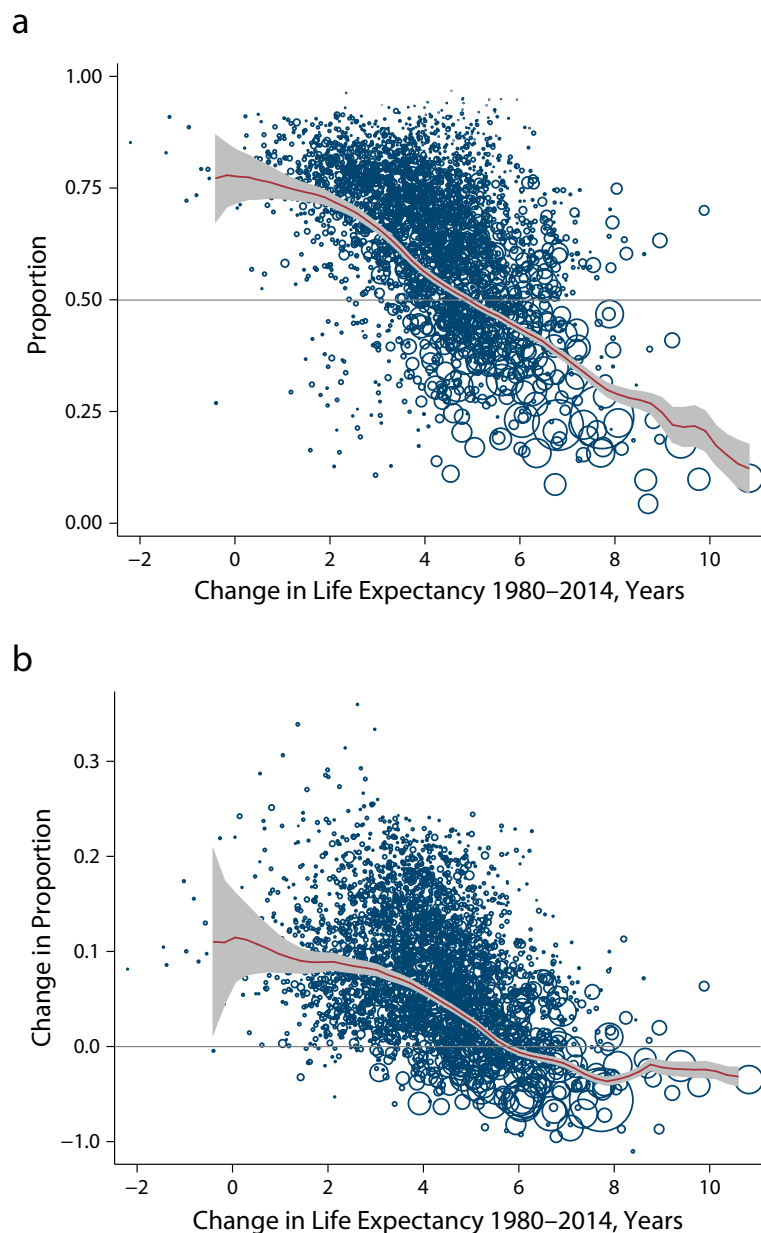 a
1.00
0.75
0.50
0.25
0.00
Proportion
−2 0 2 4 6 8 10
Change in Life Expectancy 1980–2014, Years
b
0.3
0.2
0.1
0.0
−1.0
Change in Proportion
−2 0 2 4 6 8 10
Change in Life Expectancy 1980–2014, Years